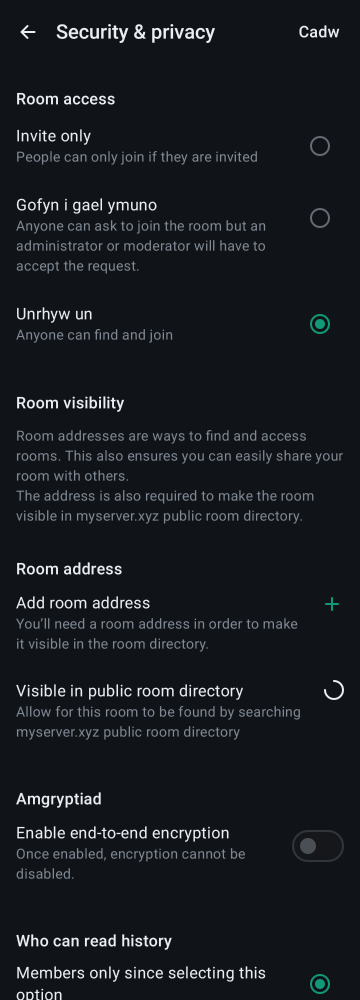 Security & privacy
Cadw
Room access
Invite only
People can only join if they are invited
Gofyn i gael ymuno
Anyone can ask to join the room but an
administrator or moderator will have to
accept the request.
Unrhyw un
Anyone can find and join
Room visibility
Room addresses are ways to find and access
rooms. This also ensures you can easily share your
room with others.
The address is also required to make the room
visible in myserver.xyz public room directory.
Room address
Add room address
You'll need a room address in order to make
it visible in the room directory.
Visible in public room directory
Allow for this room to be found by searching
myserver.xyz public room directory
Amgryptiad
Enable end-to-end encryption
Once enabled, encryption cannot be
disabled.
Who can read history
Members only since selecting this
option